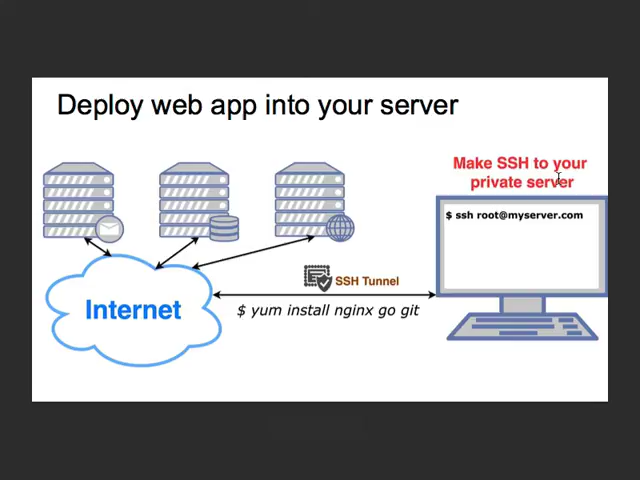 Deploy web app into your server
Make SSH to your
private server
$ ssh root@myserver.com
SSH Tunnel
Internet
$ yum install nginx go git